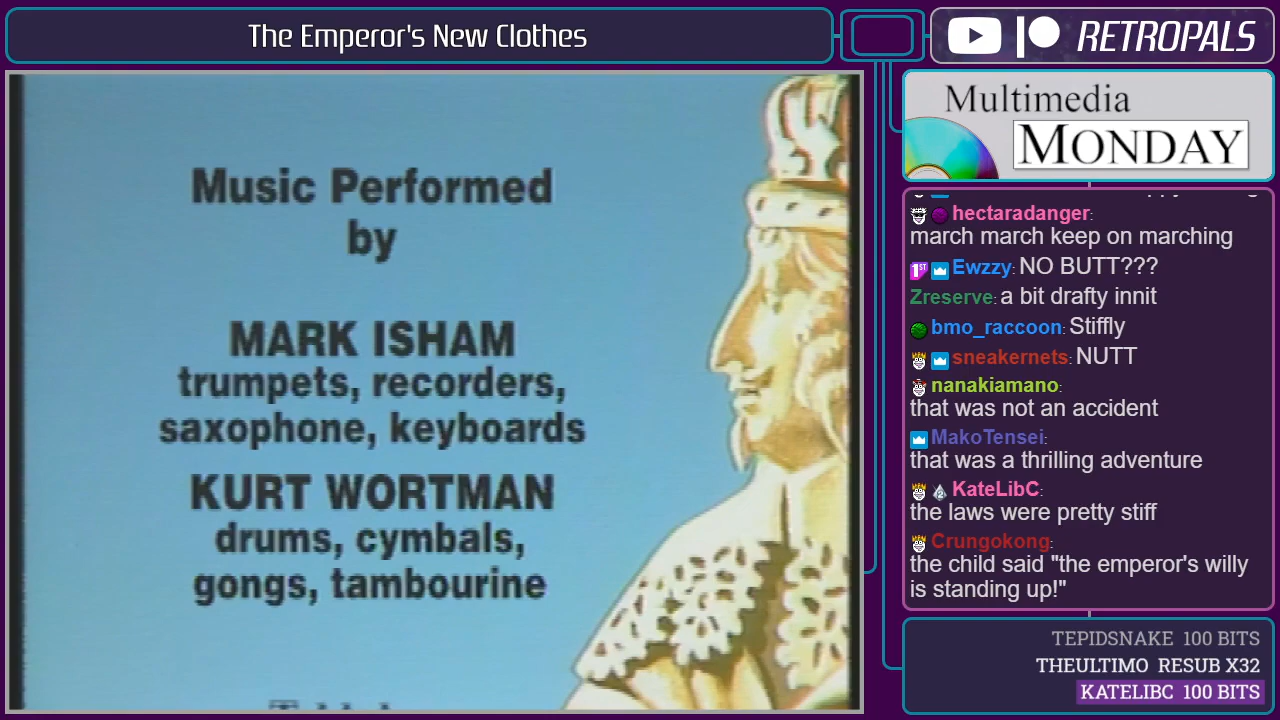 The Emperor's New Clothes
RETROPALS
Multimedia
MONDAY
Music Performed
by
MARK ISHAM
trumpets, recorders,
saxophone, keyboards
KURT WORTMAN
drums, cymbals,
gongs, tambourine
hectaradanger:
march march keep on marching
1ST Ewzzy: NO BUTT???
Zreserve: a bit drafty innit
bmo_raccoon: Stiffly
sneakernets: NUTT
nanakiamano:
that was not an accident
MakoTensei:
that was a thrilling adventure
KateLibC:
the laws were pretty stiff
Crungokong:
the child said "the emperor's willy
is standing up!"
TEPIDSNAKE 100 BITS
THEULTIMO RESUB X32
KATELIBC 100 BITS